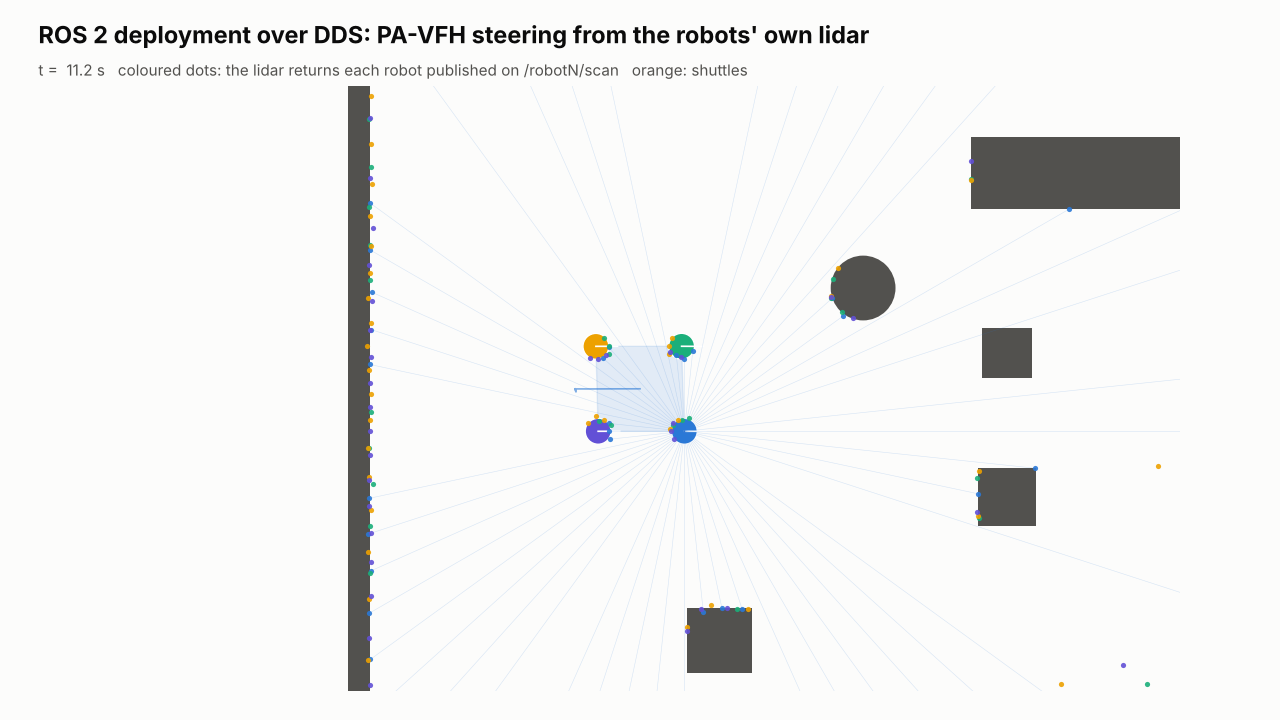 ROS 2 deployment over DDS: PA-VFH steering from the robots' own lidar
t =  11.2 s   coloured dots: the lidar returns each robot published on /robotN/scan   orange: shuttles